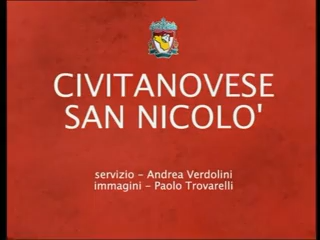 CIVITANOVESE
SAN NICOLO'
servizio - Andrea Verdolini
immagini - Paolo Trovarelli